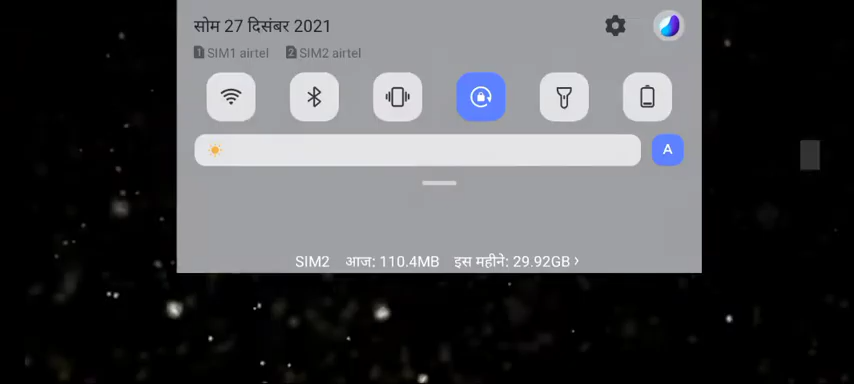 सोम 27 दिसंबर 2021
1 SIM1 airtel 2 SIM2 airtel
A
SIM2 आज: 110.4MB इस महीने: 29.92GB ›